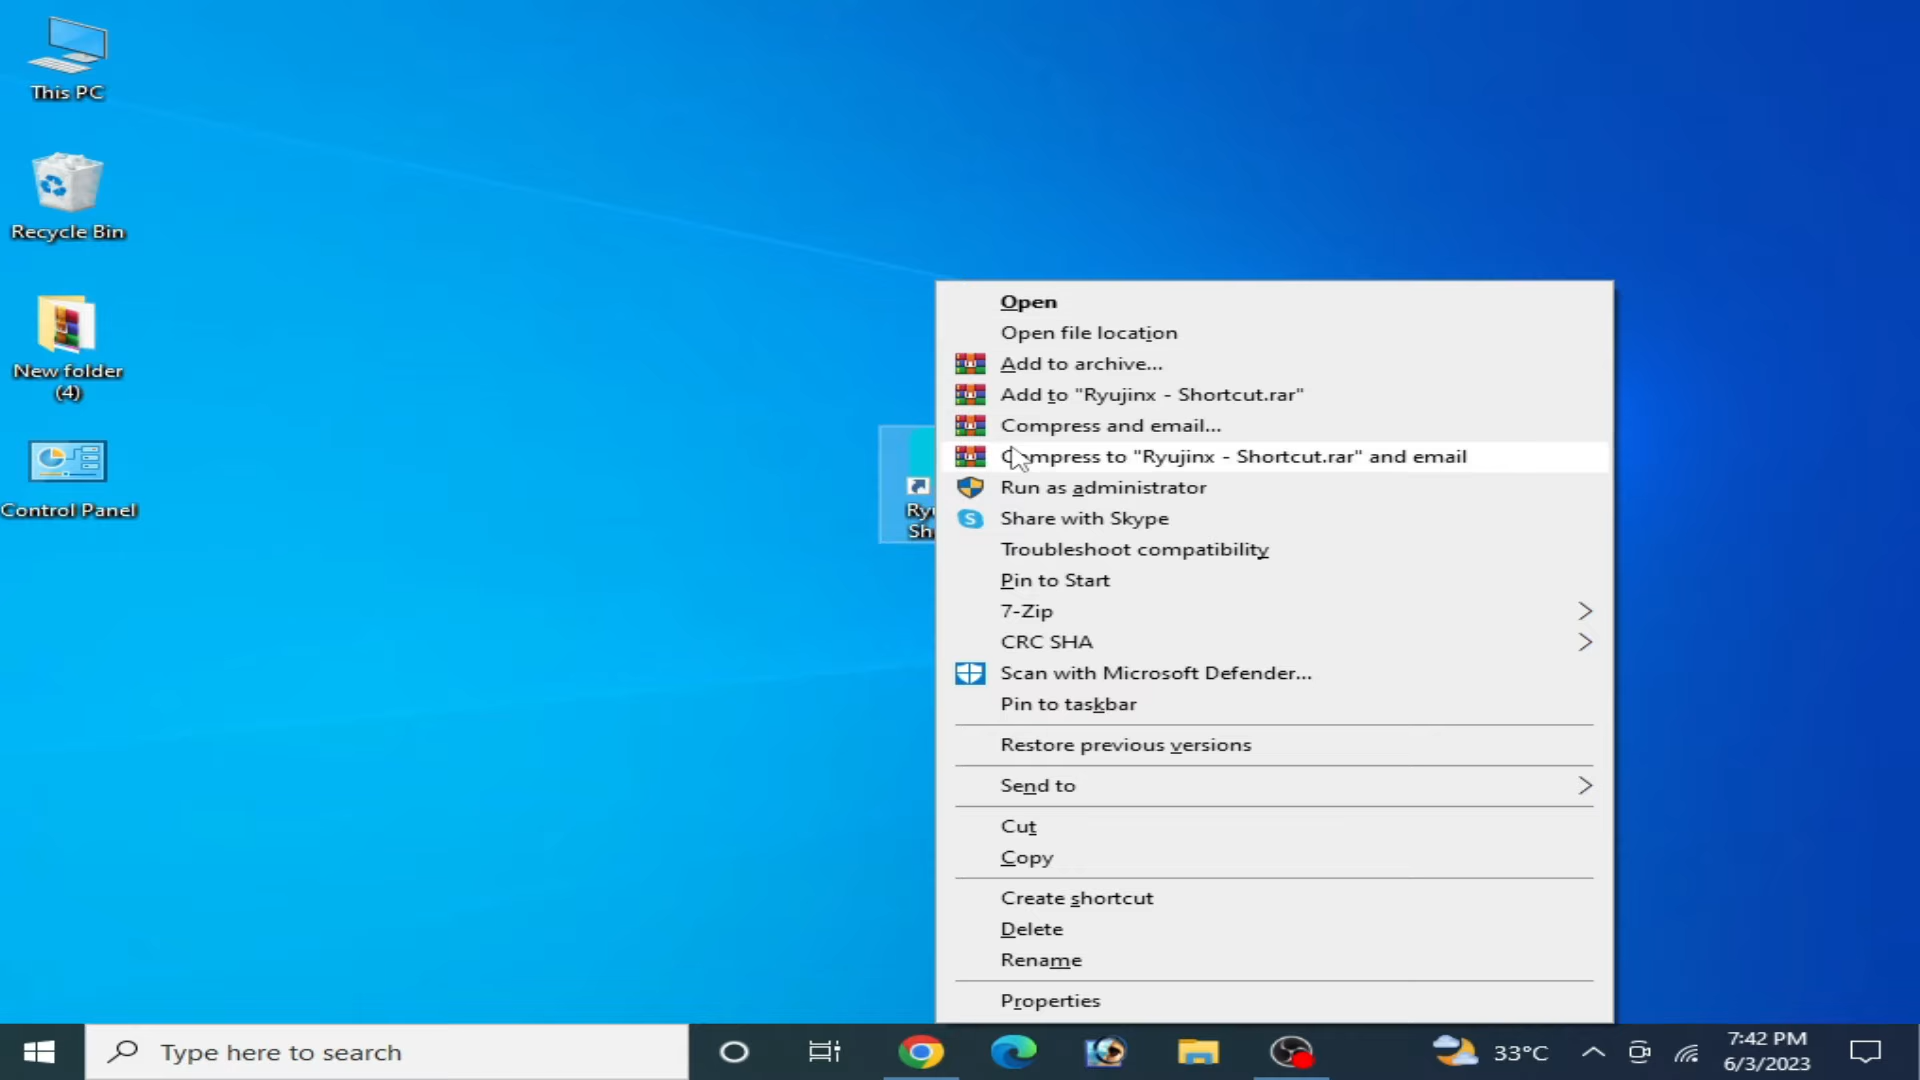 This PC
Recycle Bin
New folder
(4)
Control Panel
Open
Open file location
Add to archive...
Add to "Ryujinx - Shortcut.rar"
Compress and email...
Compress to "Ryujinx - Shortcut.rar" and email
Run as administrator
Share with Skype
Troubleshoot compatibility
Pin to Start
7-Zip
CRC SHA
Scan with Microsoft Defender...
Pin to taskbar
Restore previous versions
Send to
Cut
Copy
Create shortcut
Delete
Rename
Properties
Type here to search
33°C
7:42 PM
6/3/2023